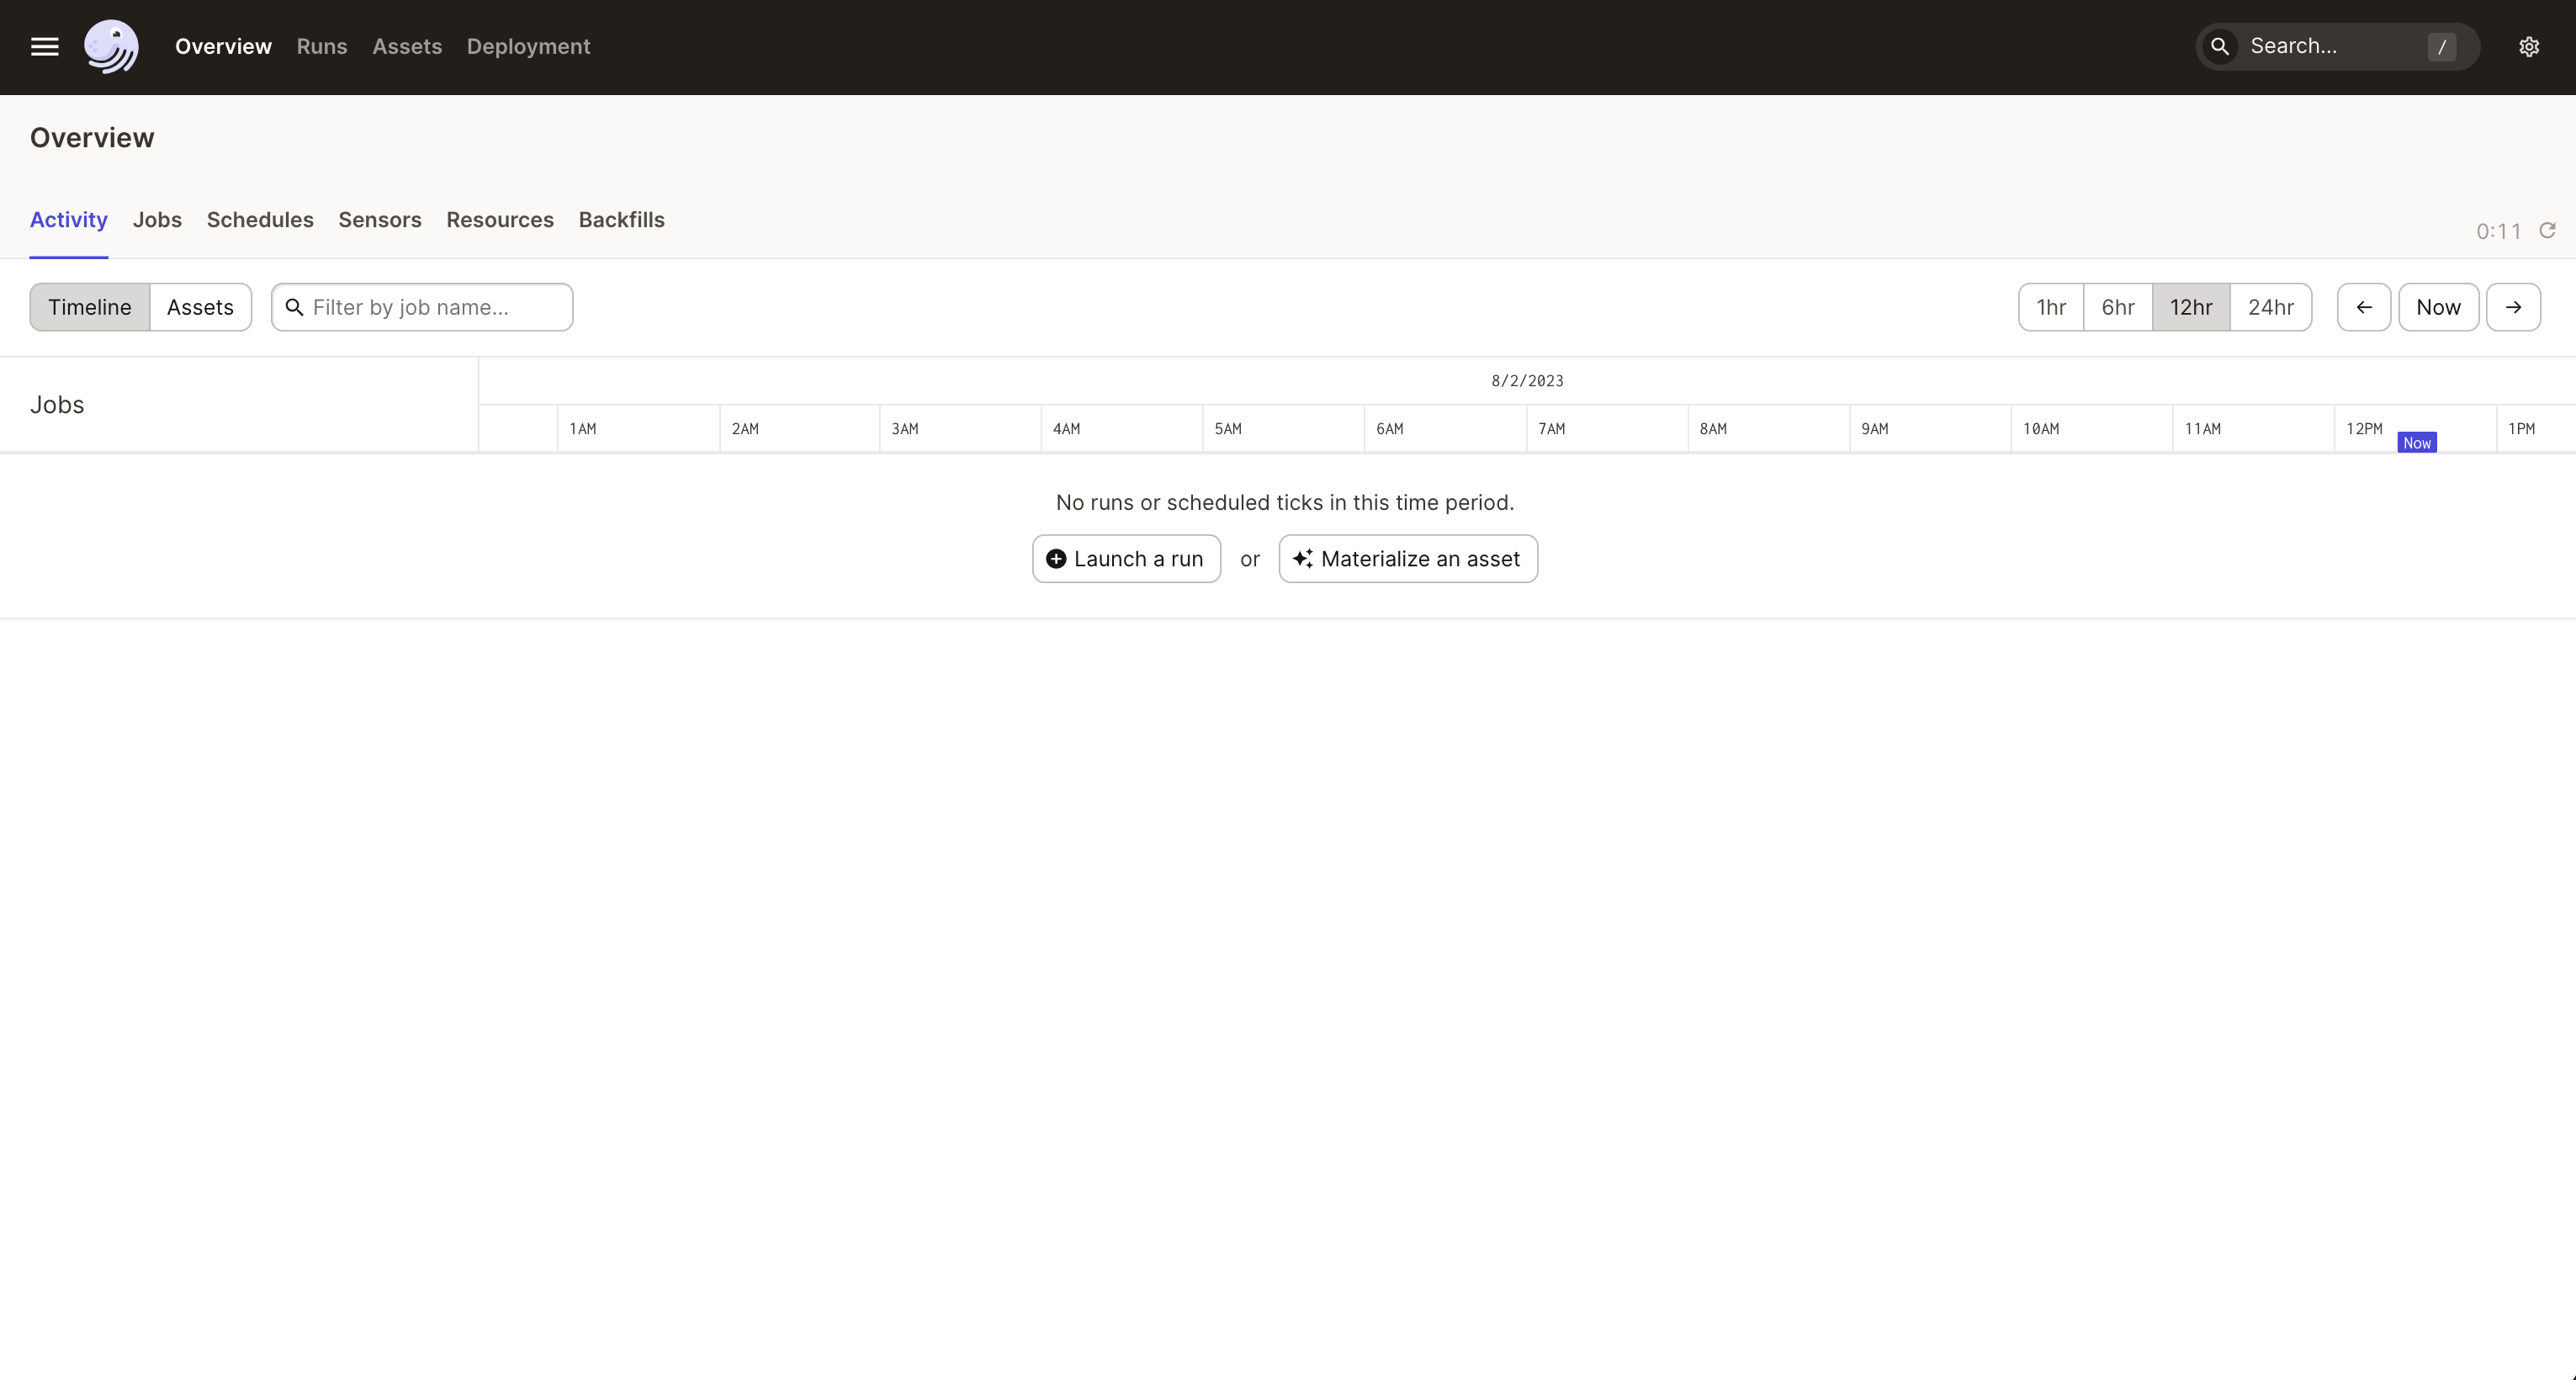 Overview Runs Assets Deployment Search... /
Overview
Activity Jobs Schedules Sensors Resources Backfills 0:11
Timeline Assets Filter by job name... 1hr 6hr 12hr 24hr Now
8/2/2023
Jobs
1AM 2AM 3AM 4AM 5AM 6AM 7AM 8AM 9AM 10AM 11AM 12PM 1PM
Now
No runs or scheduled ticks in this time period.
Launch a run or Materialize an asset